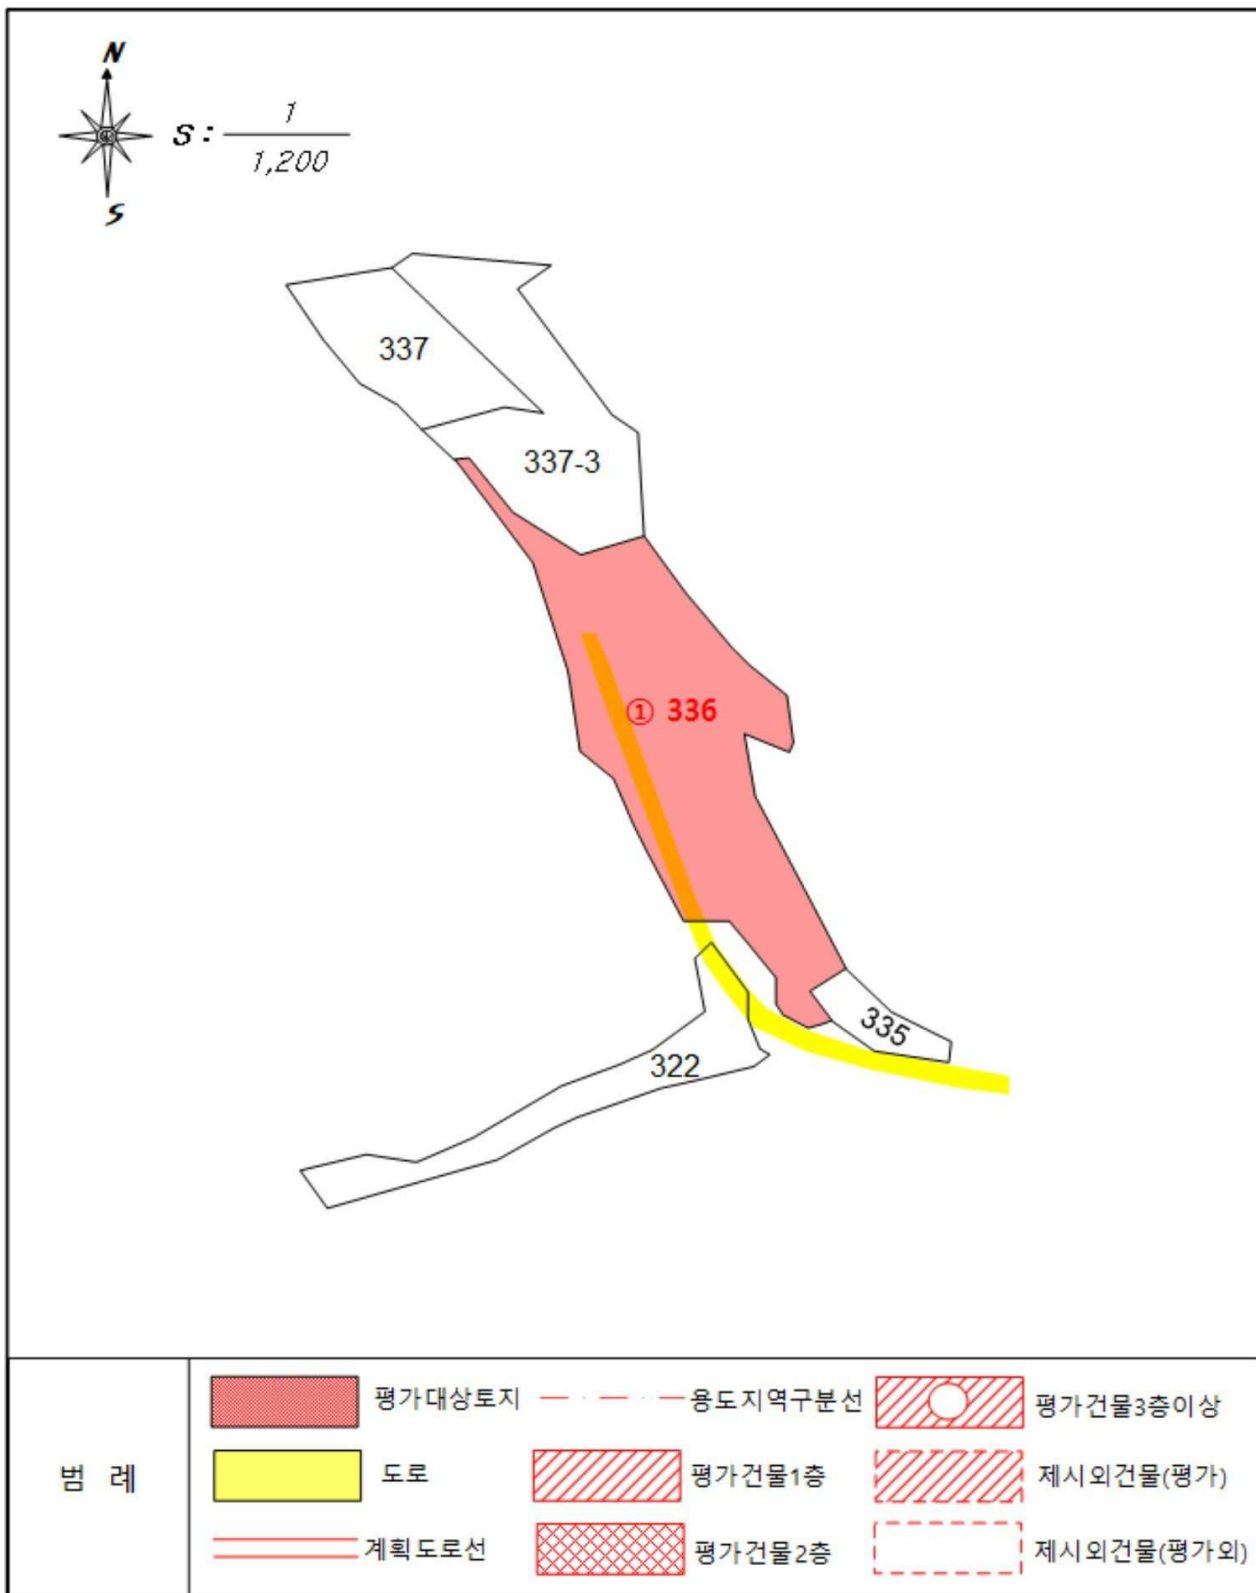 N
S : 1
1,200
S
337
337-3
① 336
335
322
범 례
평가대상토지
용도지역구분선
평가건물3층이상
도로
평가건물1층
제시외건물(평가)
계획도로선
평가건물2층
제시외건물(평가외)